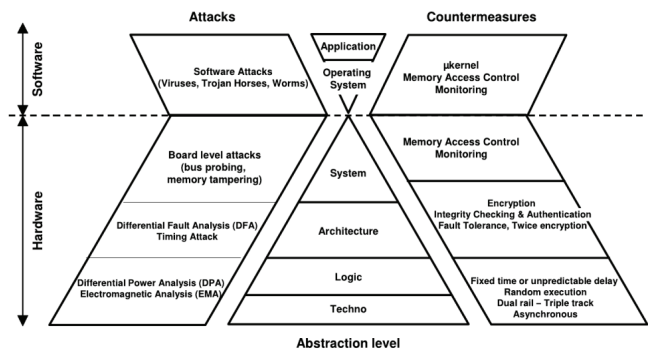 Attacks
Countermeasures
Software
Hardware
Software Attacks
(Viruses, Trojan Horses, Worms)
Application
Operating
System
µkernel
Memory Access Control
Monitoring
Board level attacks
(bus probing,
memory tampering)
System
Memory Access Control
Monitoring
Differential Fault Analysis (DFA)
Timing Attack
Architecture
Encryption
Integrity Checking & Authentication
Fault Tolerance, Twice encryption
Differential Power Analysis (DPA)
Electromagnetic Analysis (EMA)
Logic
Techno
Fixed time or unpredictable delay
Random execution
Dual rail – Triple track
Asynchronous
Abstraction level